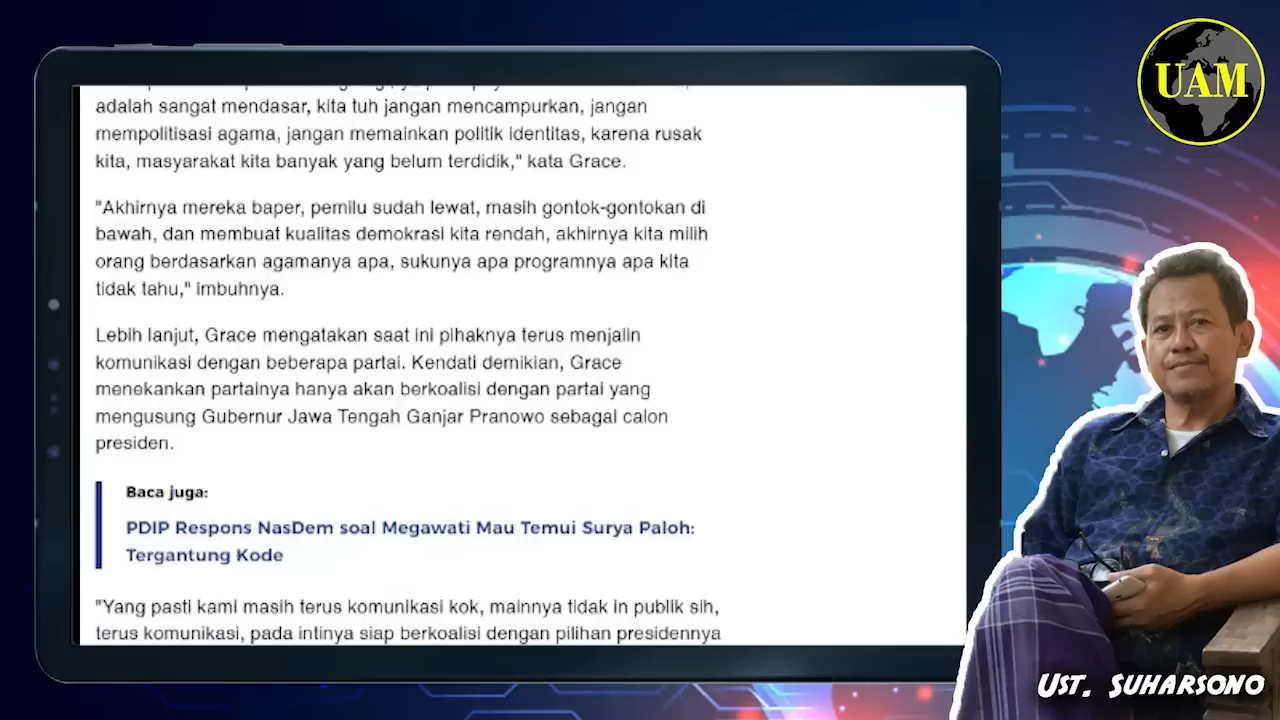 adalah sangat mendasar, kita tuh jangan mencampurkan, jangan
mempolitisasi agama, jangan memainkan politik identitas, karena rusak
kita, masyarakat kita banyak yang belum terdidik," kata Grace.
"Akhirnya mereka baper, pemilu sudah lewat, masih gontok-gontokan di
bawah, dan membuat kualitas demokrasi kita rendah, akhirnya kita milih
orang berdasarkan agamanya apa, sukunya apa programnya apa kita
tidak tahu," imbuhnya.
Lebih lanjut, Grace mengatakan saat ini pihaknya terus menjalin
komunikasi dengan beberapa partai. Kendati demikian, Grace
menekankan partainya hanya akan berkoalisi dengan partai yang
mengusung Gubernur Jawa Tengah Ganjar Pranowo sebagai calon
presiden.
Baca juga:
PDIP Respons NasDem soal Megawati Mau Temui Surya Paloh:
Tergantung Kode
"Yang pasti kami masih terus komunikasi kok, mainnya tidak in publik sih,
terus komunikasi, pada intinya siap berkoalisi dengan pilihan presidennya
UAM
UST. SUHARSONO